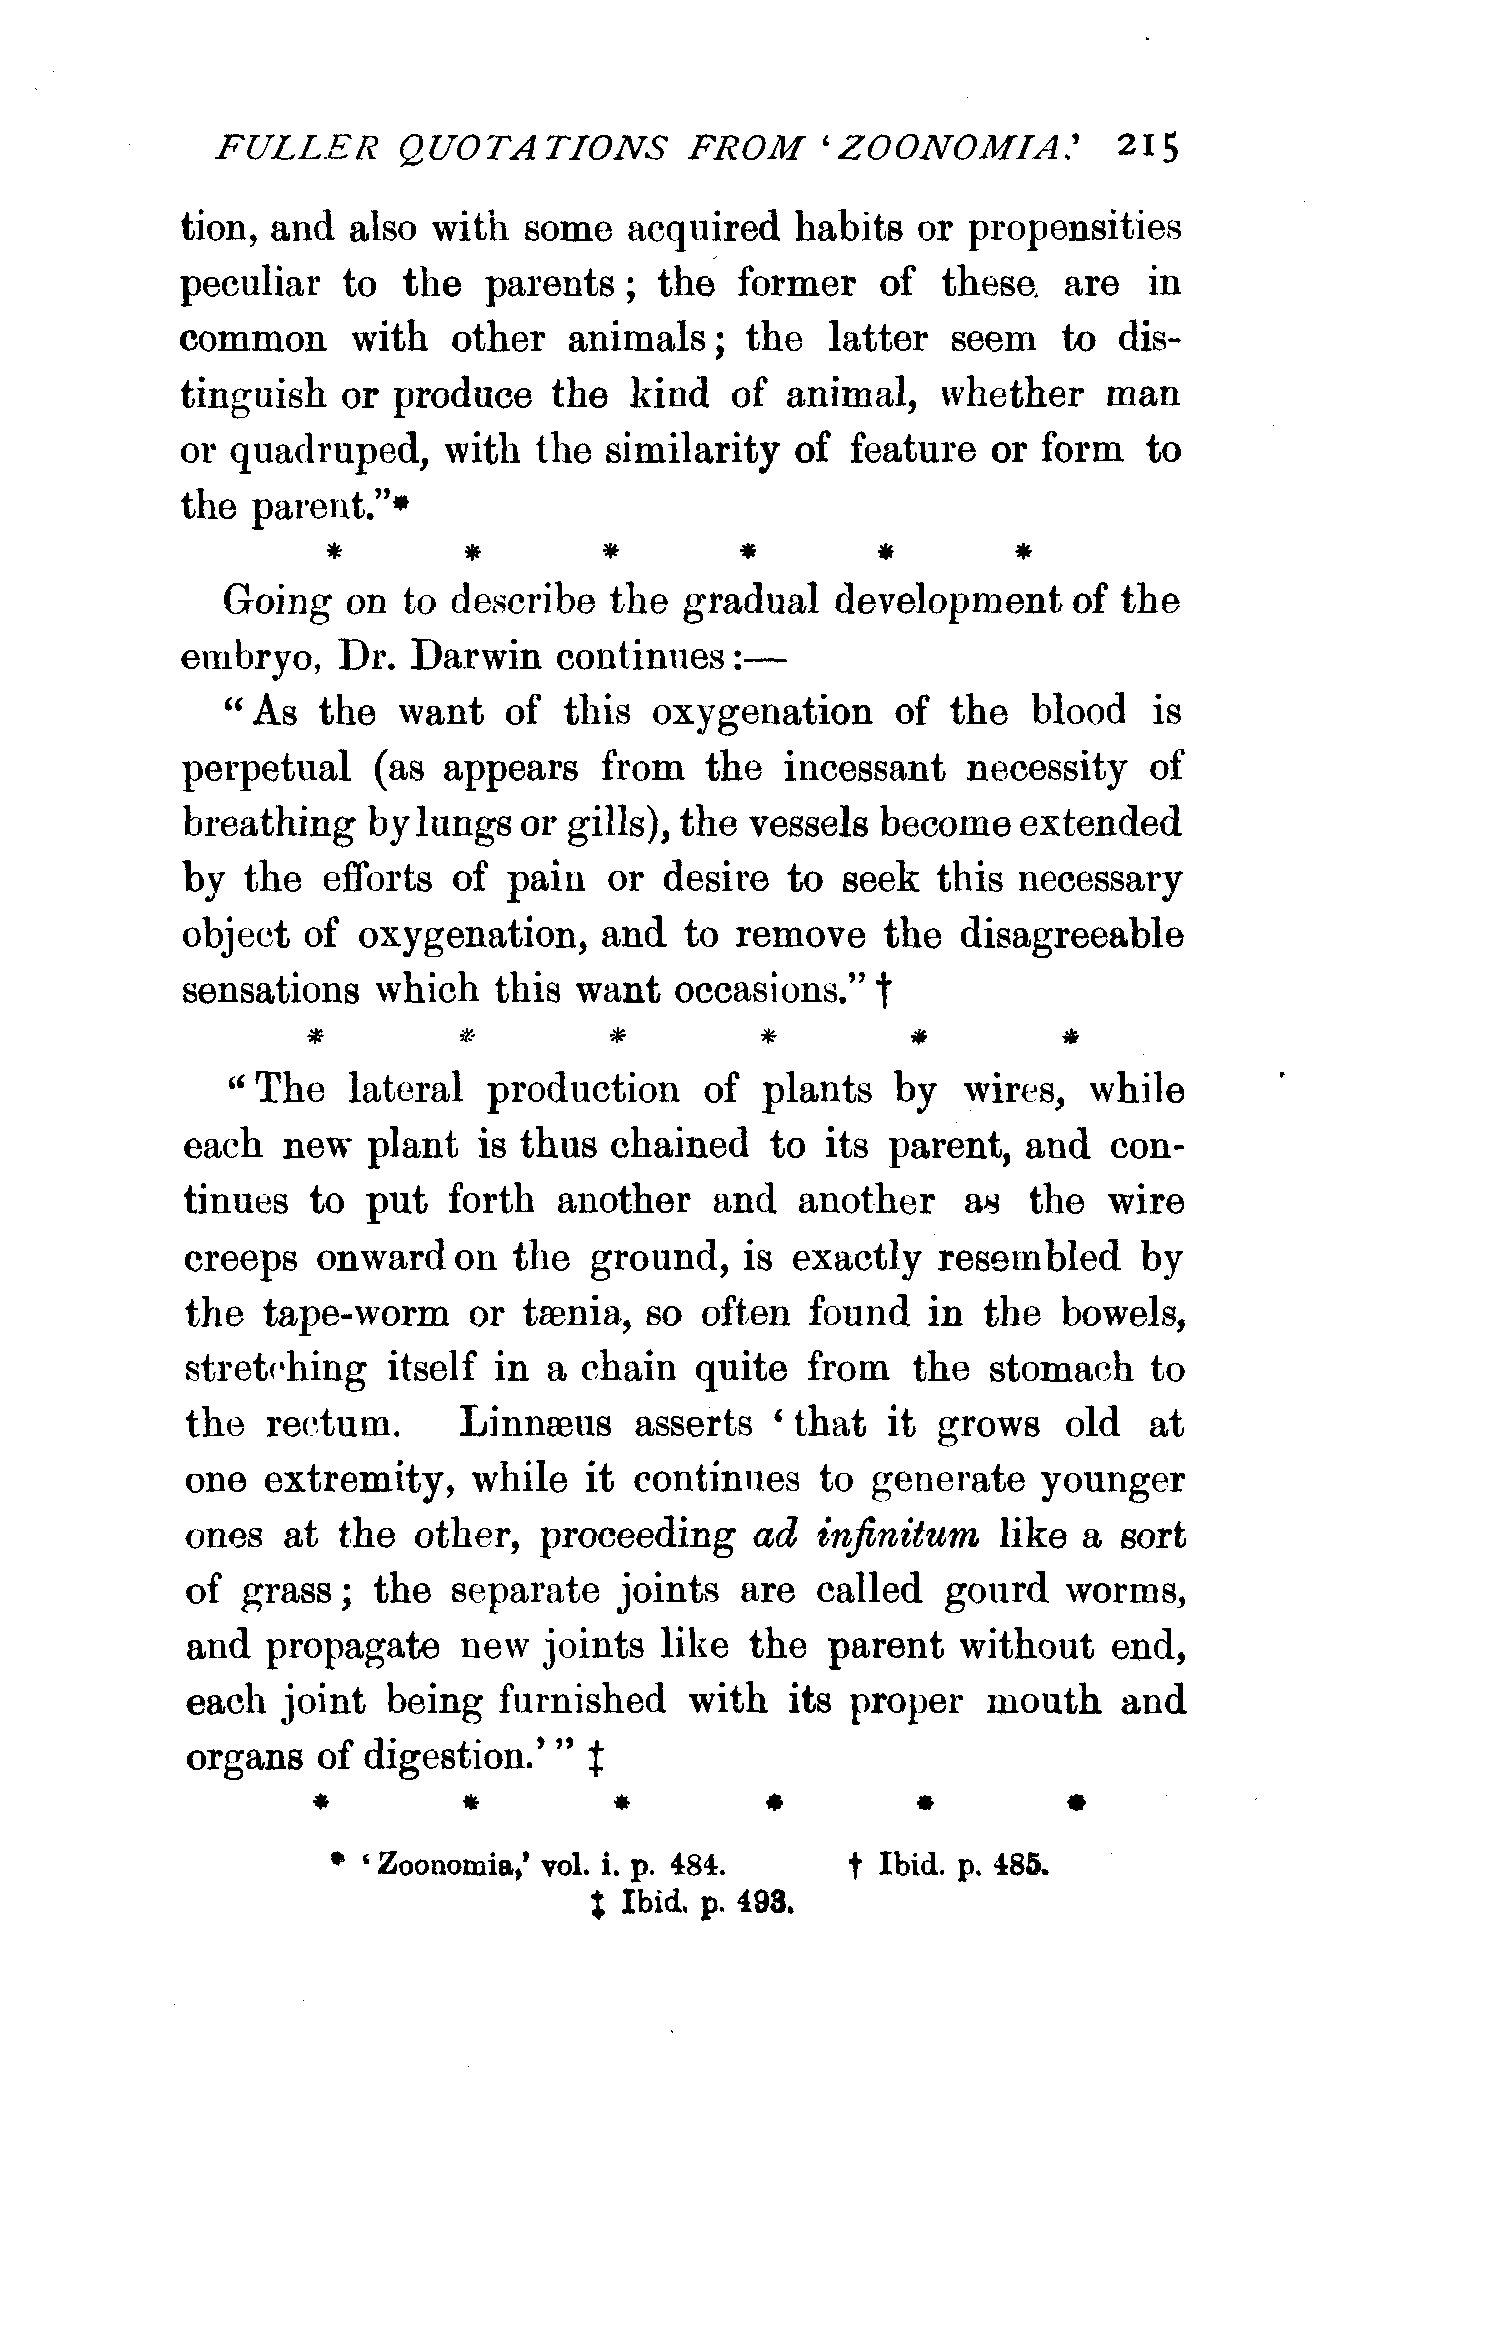 FULLER QUOTATIONS FROM ‘ZOONOMIA.’ 215
tion, and also with some acquired habits or propensities
peculiar to the parents; the former of these are in
common with other animals; the latter seem to dis-
tinguish or produce the kind of animal, whether man
or quadruped, with the similarity of feature or form to
the parent.”*
* * * * * *
Going on to describe the gradual development of the
embryo, Dr. Darwin continues:—
“As the want of this oxygenation of the blood is
perpetual (as appears from the incessant necessity of
breathing by lungs or gills), the vessels become extended
by the efforts of pain or desire to seek this necessary
object of oxygenation, and to remove the disagreeable
sensations which this want occasions.” †
* * * * * *
“The lateral production of plants by wires, while
each new plant is thus chained to its parent, and con-
tinues to put forth another and another as the wire
creeps onward on the ground, is exactly resembled by
the tape-worm or tænia, so often found in the bowels,
stretching itself in a chain quite from the stomach to
the rectum. Linnæus asserts ‘that it grows old at
one extremity, while it continues to generate younger
ones at the other, proceeding ad infinitum like a sort
of grass; the separate joints are called gourd worms,
and propagate new joints like the parent without end,
each joint being furnished with its proper mouth and
organs of digestion.’” ‡
* * * * * *
* ‘Zoonomia,’ vol. i. p. 484. † Ibid. p. 485.
‡ Ibid. p. 493.